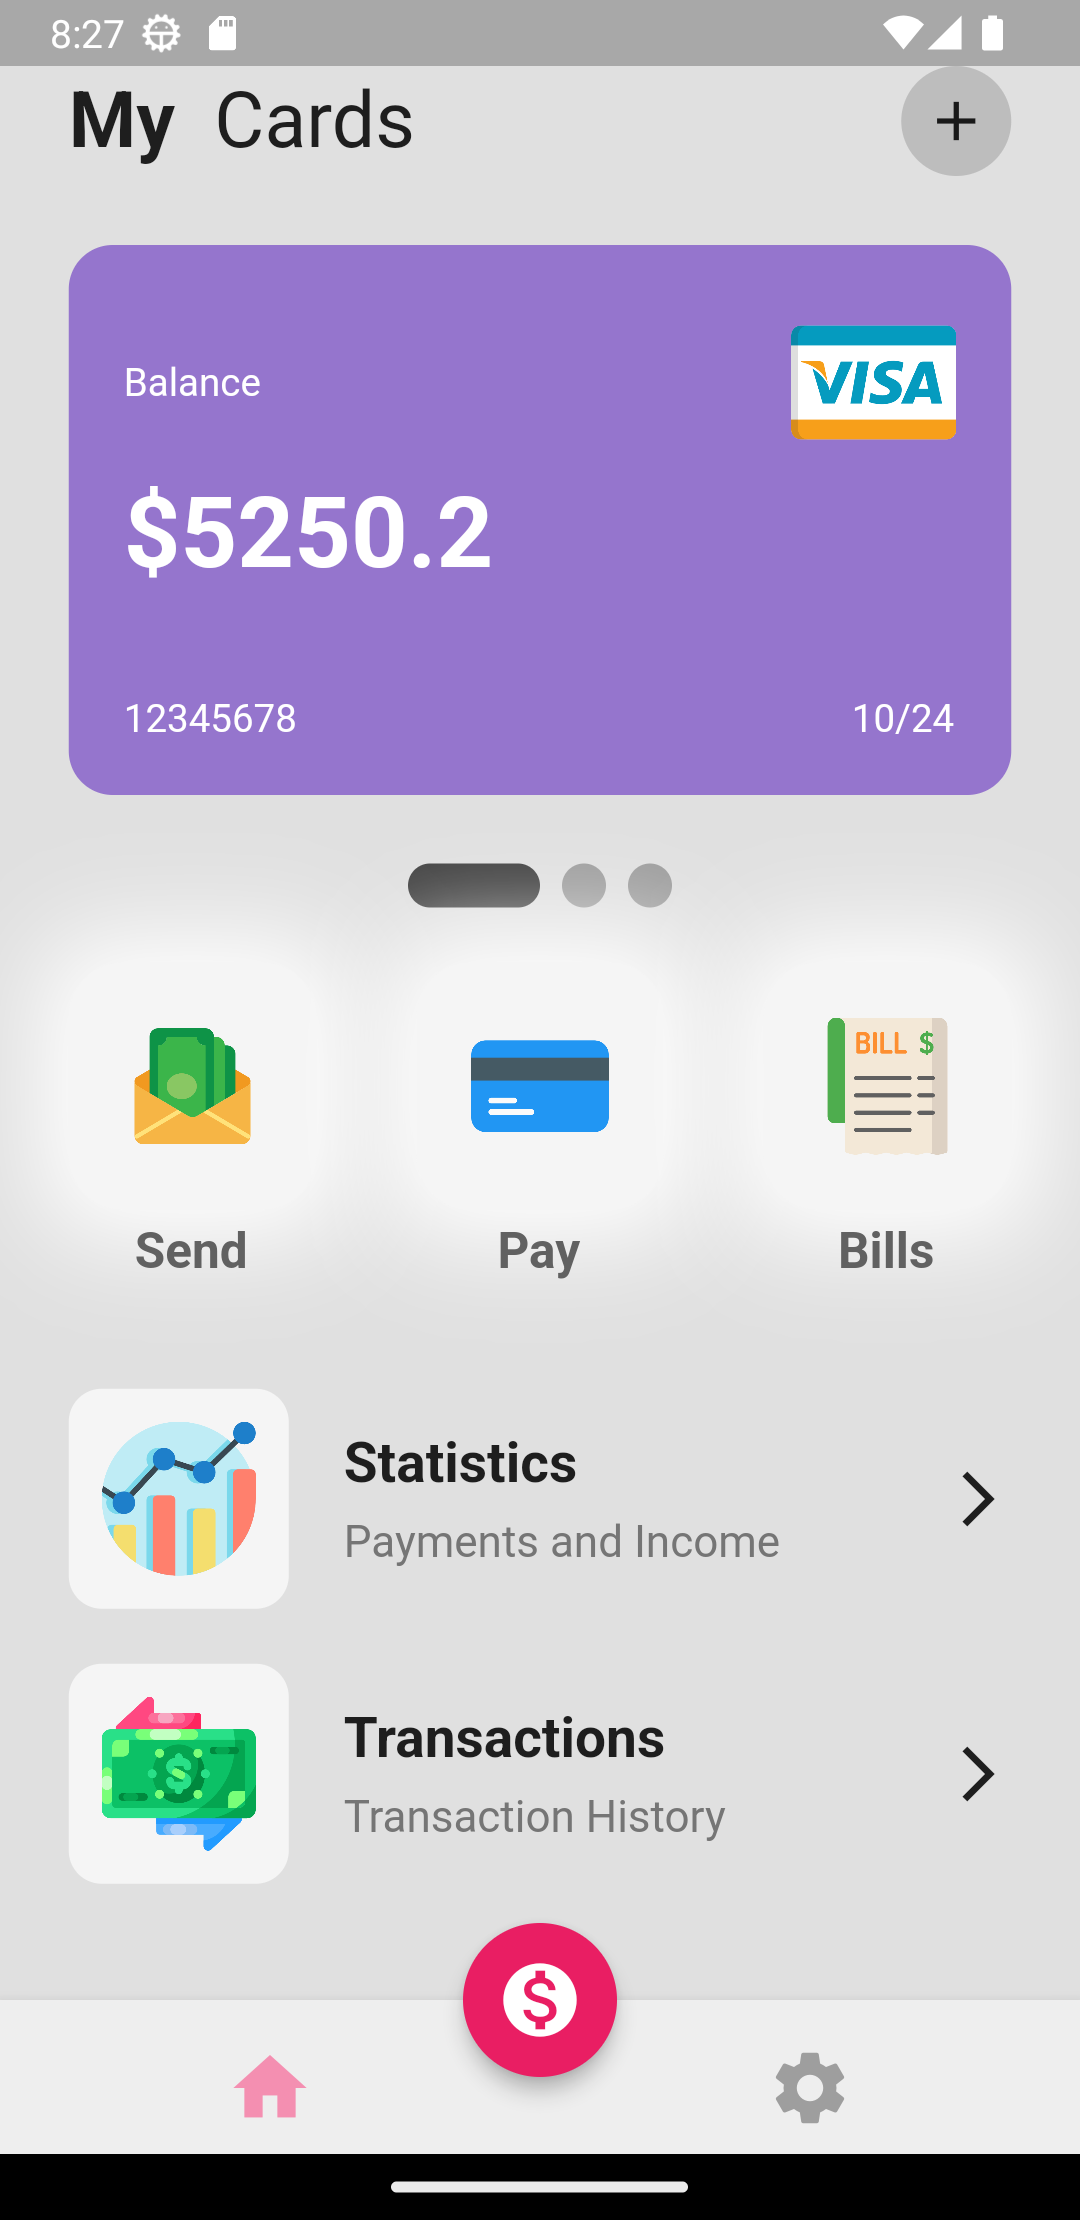 8:27
My Cards
Balance
VISA
$5250.2
12345678
10/24
BILL $
Send
Pay
Bills
Statistics
Payments and Income
Transactions
Transaction History